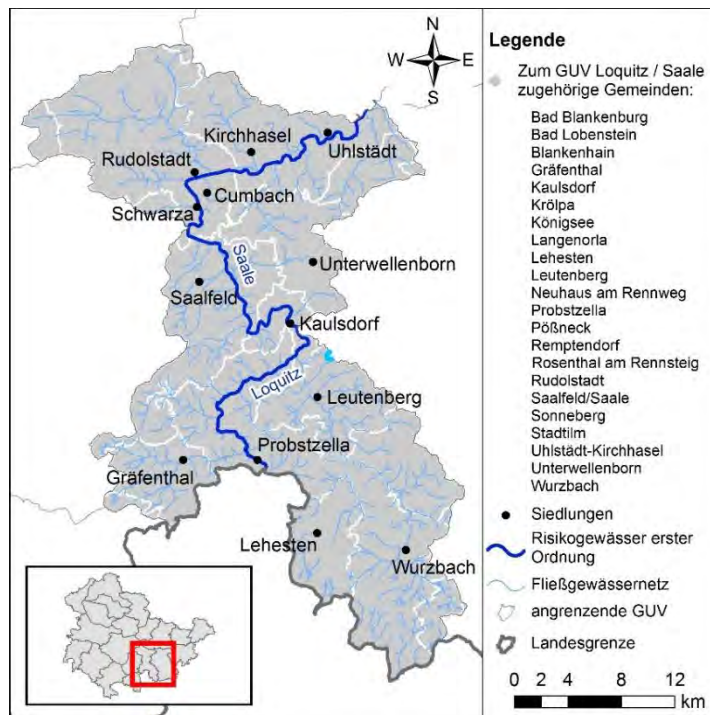 N
W E
S
Kirchhasel
Uhlstädt
Rudolstadt
Cumbach
Schwarza
Saale
Unterwellenborn
Saalfeld
Kaulsdorf
Loquitz
Leutenberg
Probstzella
Gräfenthal
Lehesten
Wurzbach
Legende
Zum GUV Loquitz / Saale
zugehörige Gemeinden:
Bad Blankenburg
Bad Lobenstein
Blankenhain
Gräfenthal
Kaulsdorf
Krölpa
Königsee
Langenorla
Lehesten
Leutenberg
Neuhaus am Rennweg
Probstzella
Pößneck
Remptendorf
Rosenthal am Rennsteig
Rudolstadt
Saalfeld/Saale
Sonneberg
Stadtilm
Uhlstädt-Kirchhasel
Unterwellenborn
Wurzbach
Siedlungen
Risikogewässer erster
Ordnung
Fließgewässernetz
angrenzende GUV
Landesgrenze
0 2 4 8 12
km